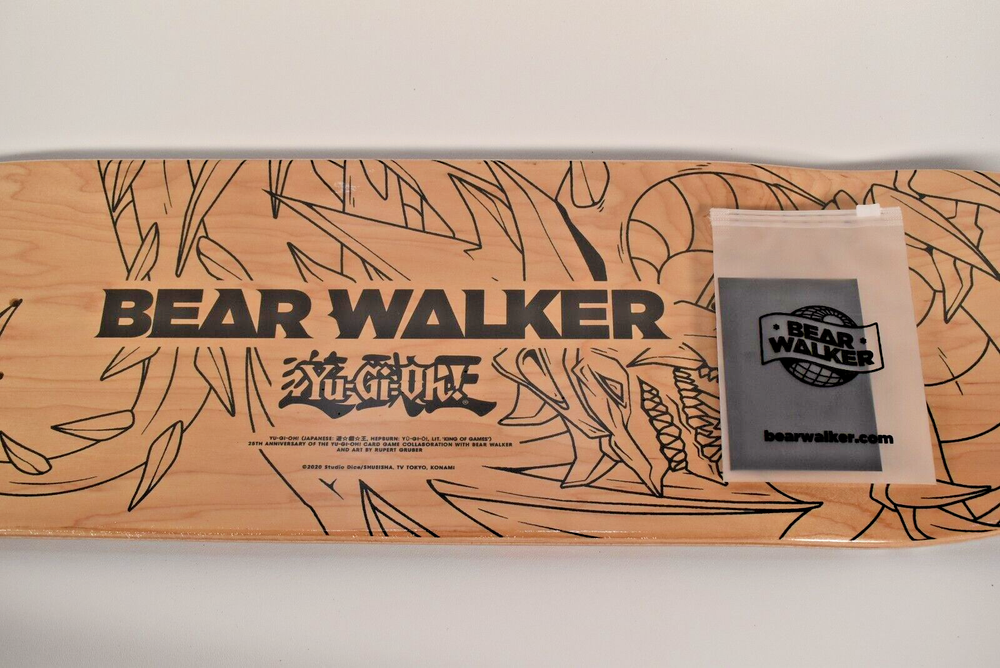 BEAR WALKER
Yu-Gi-Oh!
YU-GI-OH! (JAPANESE: 遊☆戯☆王, HEPBURN: YŪ-GI-Ō!, LIT. 'KING OF GAMES')
25TH ANNIVERSARY OF THE YU-GI-OH! CARD GAME COLLABORATION WITH BEAR WALKER
AND ART BY RUPERT GRUBER
©2020 Studio Dice/SHUEISHA, TV TOKYO, KONAMI
BEAR
WALKER
bearwalker.com